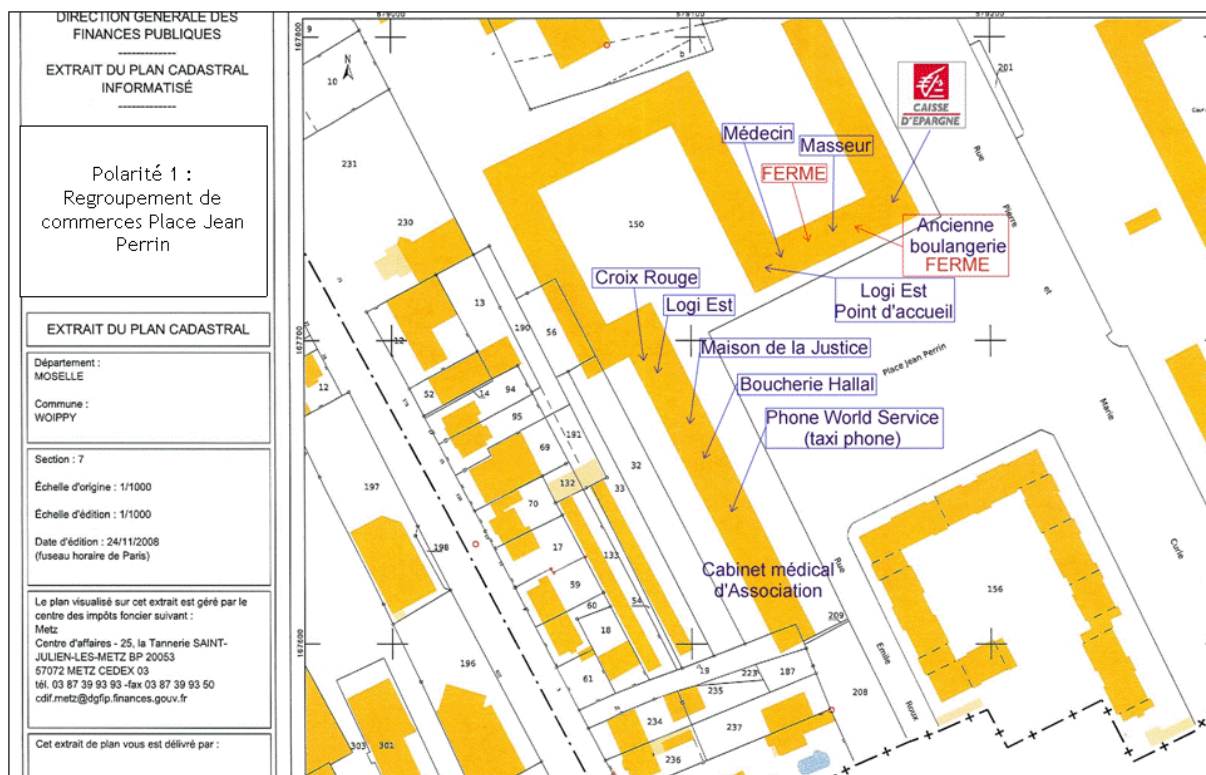 DIRECTION GÉNÉRALE DES
FINANCES PUBLIQUES
-------------
EXTRAIT DU PLAN CADASTRAL
INFORMATISÉ
-------------
Polarité 1 :
Regroupement de
commerces Place Jean
Perrin
EXTRAIT DU PLAN CADASTRAL
Département :
MOSELLE
Commune :
WOIPPY
Section : 7
Échelle d'origine : 1/1000
Échelle d'édition : 1/1000
Date d'édition : 24/11/2008
(fuseau horaire de Paris)
Le plan visualisé sur cet extrait est géré par le
centre des impôts foncier suivant :
Metz
Centre d'affaires - 25, la Tannerie SAINT-
JULIEN-LES-METZ BP 20053
57072 METZ CEDEX 03
tél. 03 87 39 93 93 -fax 03 87 39 93 50
cdif.metz@dgfip.finances.gouv.fr
Cet extrait de plan vous est délivré par :
879000
879100
879200
167800
167700
167600
N
9
10
231
230
150
201
CAISSE
D'EPARGNE
Médecin
Masseur
FERME
Ancienne
boulangerie
FERME
Logi Est
Point d'accueil
Croix Rouge
Logi Est
Maison de la Justice
Boucherie Hallal
Phone World Service
(taxi phone)
Cabinet médical
d'Association
Place Jean Perrin
Rue
Pierre
et
Marie
Curie
Rue
Emile
Roux
13
190
56
12
12
52
14
94
95
69
191
32
33
132
70
197
198
17
133
59
60
54
18
61
196
19
223
187
209
208
235
234
237
236
303
301
156